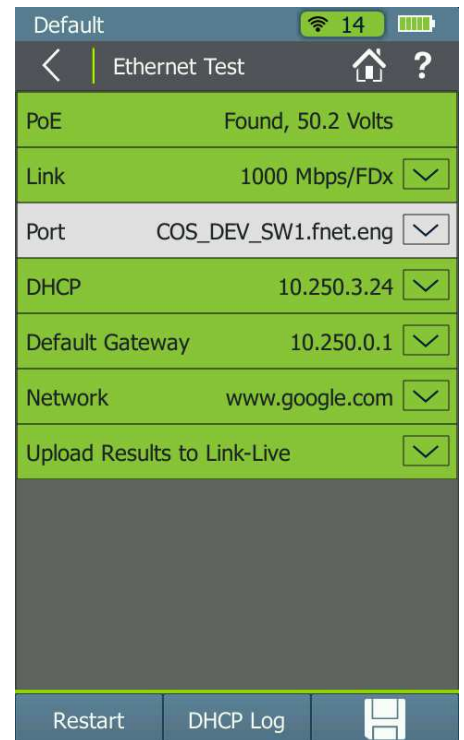 Default 14
Ethernet Test ?
PoE Found, 50.2 Volts
Link 1000 Mbps/FDx
Port COS_DEV_SW1.fnet.eng
DHCP 10.250.3.24
Default Gateway 10.250.0.1
Network www.google.com
Upload Results to Link-Live
Restart DHCP Log